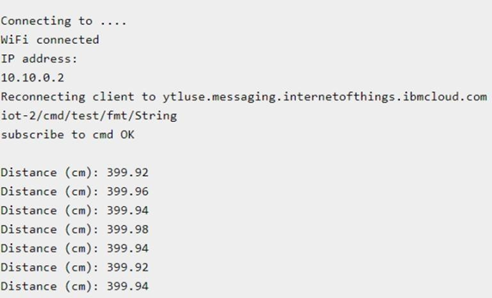 Connecting to ....
WiFi connected
IP address:
10.10.0.2
Reconnecting client to ytluse.messaging.internetofthings.ibmcloud.com
iot-2/cmd/test/fmt/String
subscribe to cmd OK
Distance (cm): 399.92
Distance (cm): 399.96
Distance (cm): 399.94
Distance (cm): 399.98
Distance (cm): 399.94
Distance (cm): 399.92
Distance (cm): 399.94